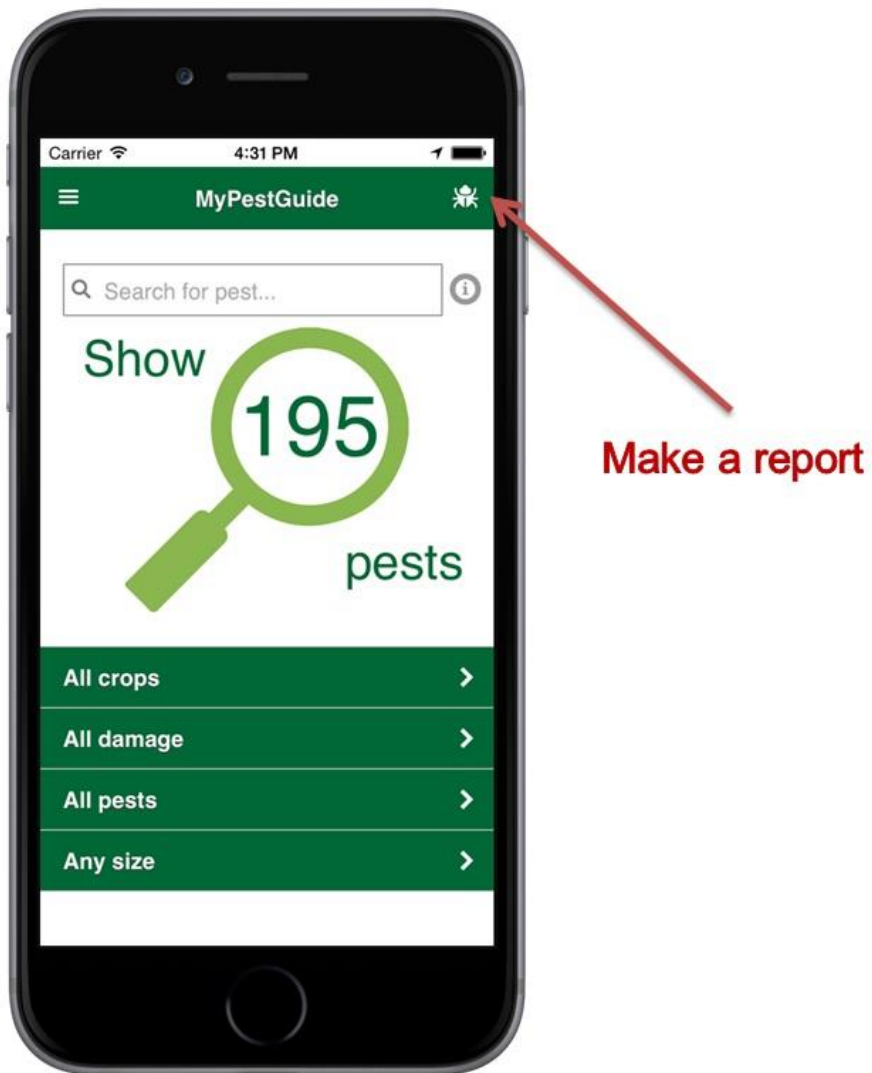 Carrier 4:31 PM
MyPestGuide
Search for pest...
Show
195
pests
Make a report
All crops
All damage
All pests
Any size